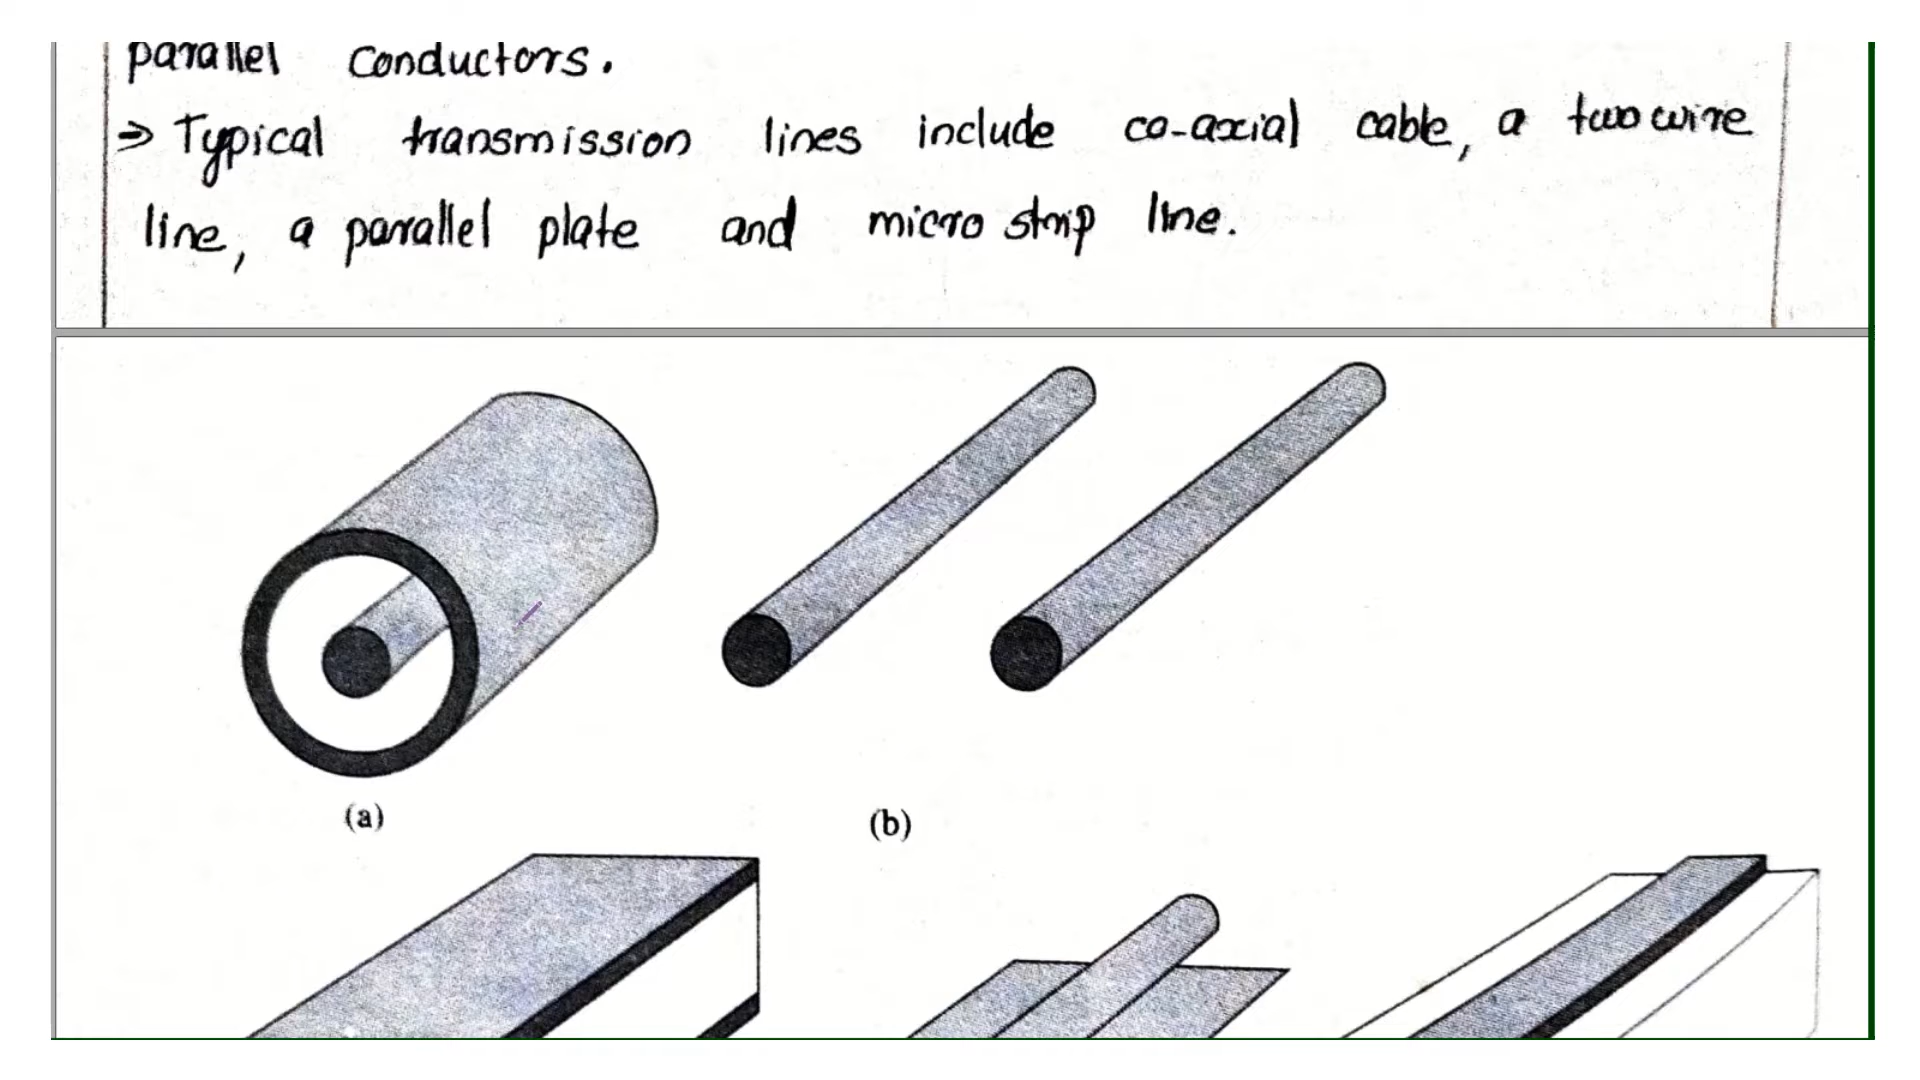 parallel conductors.
⇒ Typical transmission lines include co-axial cable, a two wire
line, a parallel plate and micro strip line.
(a)
(b)